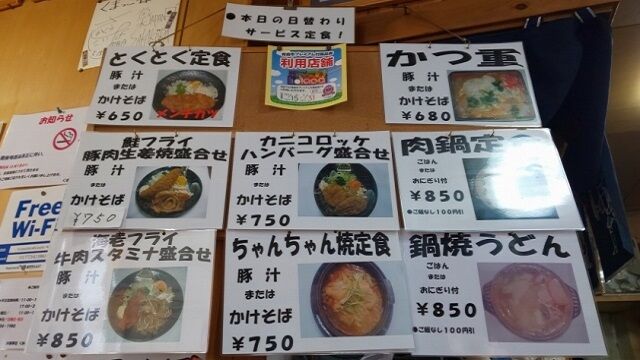 本日の日替わり
サービス定食!
とくとく定食
豚汁
または
かけそば
¥650
メンチカツ
利用店舗
かつ重
豚汁
または
かけそば
¥680
お知らせ
鮭フライ
豚肉生姜焼盛合せ
豚汁
または
かけそば
¥750
カニコロッケ
ハンバーグ盛合せ
豚汁
または
かけそば
¥750
肉鍋定食
ごはん
または
おにぎり付
¥850
●ご飯なし100円引
Free
Wi-F
海老フライ
牛肉スタミナ盛合せ
豚汁
または
かけそば
¥850
ちゃんちゃん焼定食
豚汁
または
かけそば
¥750
鍋焼うどん
ごはん
または
おにぎり付
¥850
●ご飯なし100円引